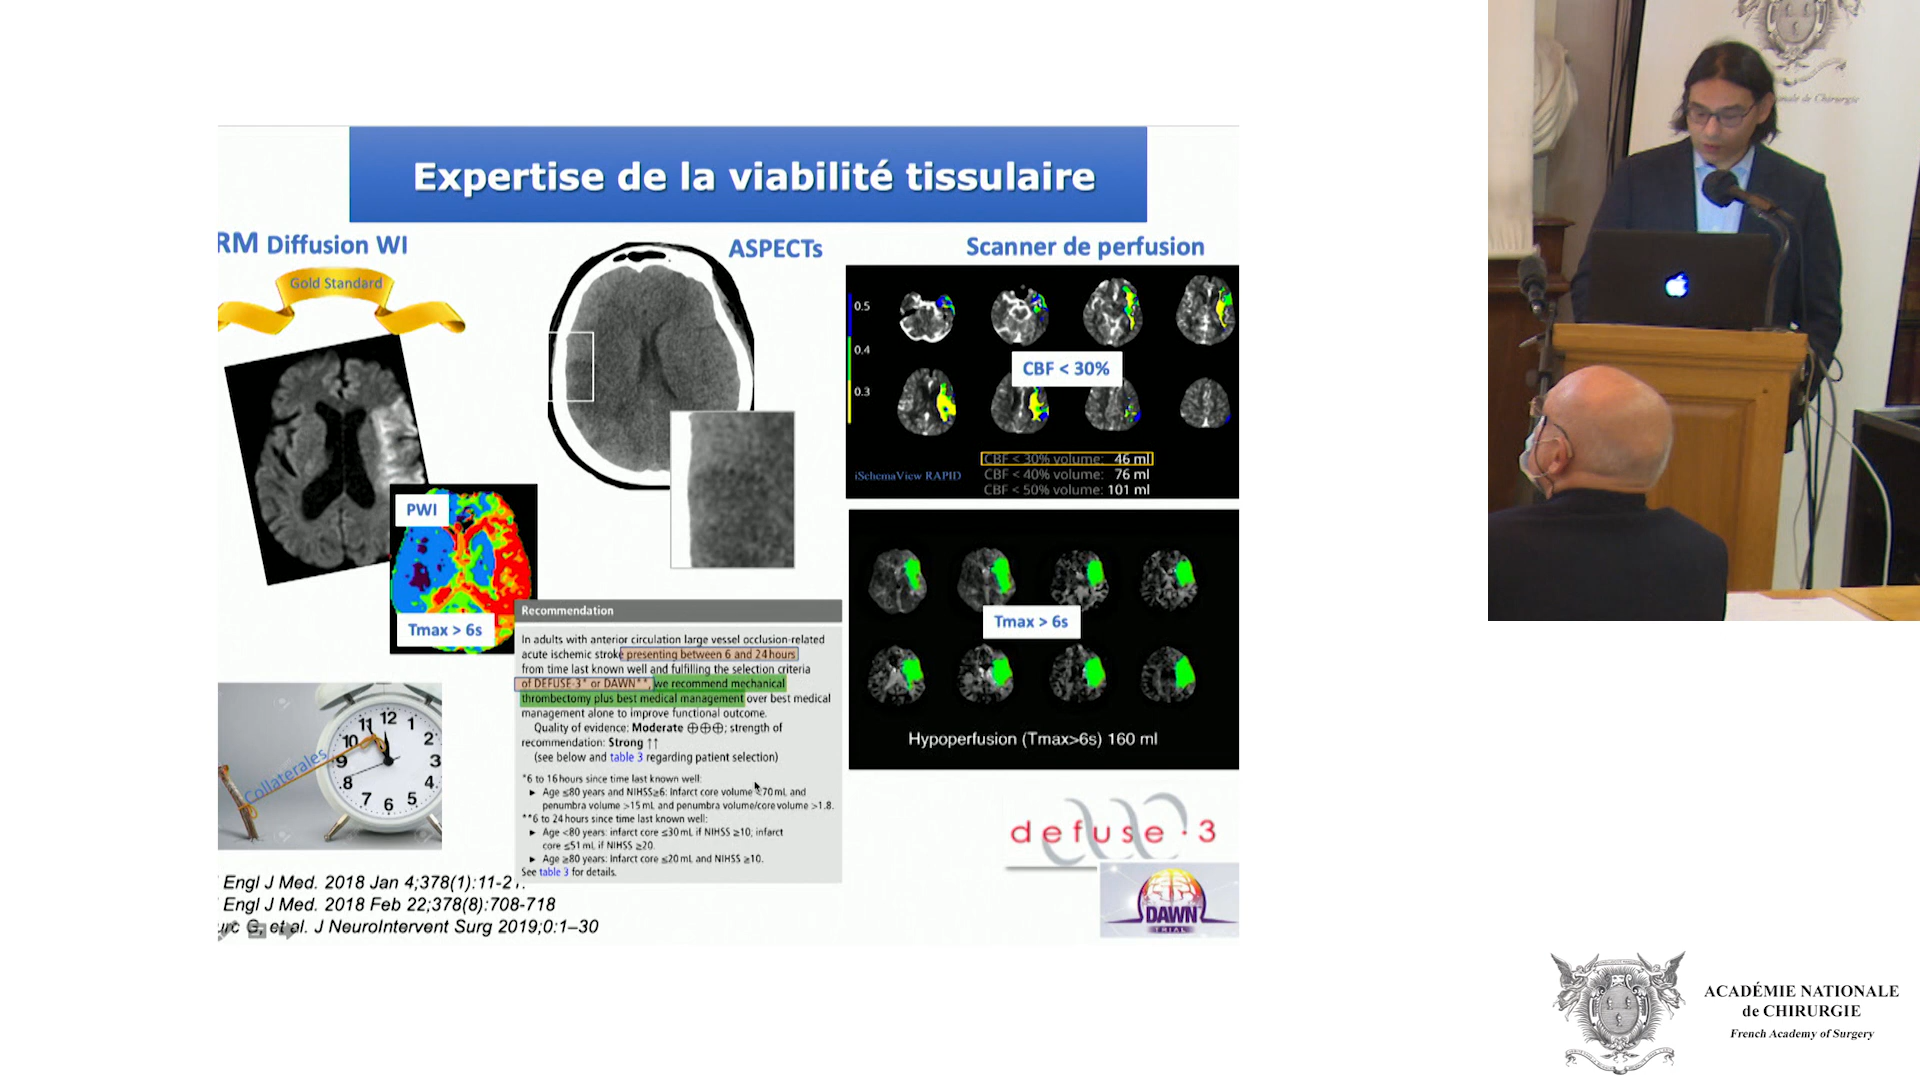 Expertise de la viabilité tissulaire
RM Diffusion WI
Gold Standard
PWI
Tmax > 6s
ASPECTs
Scanner de perfusion
0.5
0.4
0.3
CBF < 30%
iSchemaView RAPID
CBF < 30% volume: 46 ml
CBF < 40% volume: 76 ml
CBF < 50% volume: 101 ml
Tmax > 6s
Hypoperfusion (Tmax>6s) 160 ml
Recommendation
In adults with anterior circulation large vessel occlusion-related
acute ischemic stroke presenting between 6 and 24 hours
from time last known well and fulfilling the selection criteria
of DEFUSE-3* or DAWN**, we recommend mechanical
thrombectomy plus best medical management over best medical
management alone to improve functional outcome.
Quality of evidence: Moderate ⊕⊕⊕; strength of
recommendation: Strong ↑↑
(see below and table 3 regarding patient selection)
*6 to 16 hours since time last known well:
► Age ≤80 years and NIHSS≥6: Infarct core volume <70 mL and
penumbra volume >15 mL and penumbra volume/core volume >1.8.
**6 to 24 hours since time last known well:
► Age <80 years: infarct core ≤30 mL if NIHSS ≥10; infarct
core ≤51 mL if NIHSS ≥20.
► Age ≥80 years: Infarct core ≤20 mL and NIHSS ≥10.
See table 3 for details.
Collaterales
11 12 1
10 2
9 3
8 4
7 6 5
defuse·3
DAWN
TRIAL
Engl J Med. 2018 Jan 4;378(1):11-21.
Engl J Med. 2018 Feb 22;378(8):708-718
G, et al. J NeuroIntervent Surg 2019;0:1–30
nale de Chirurgie
ACADÉMIE NATIONALE
de CHIRURGIE
French Academy of Surgery